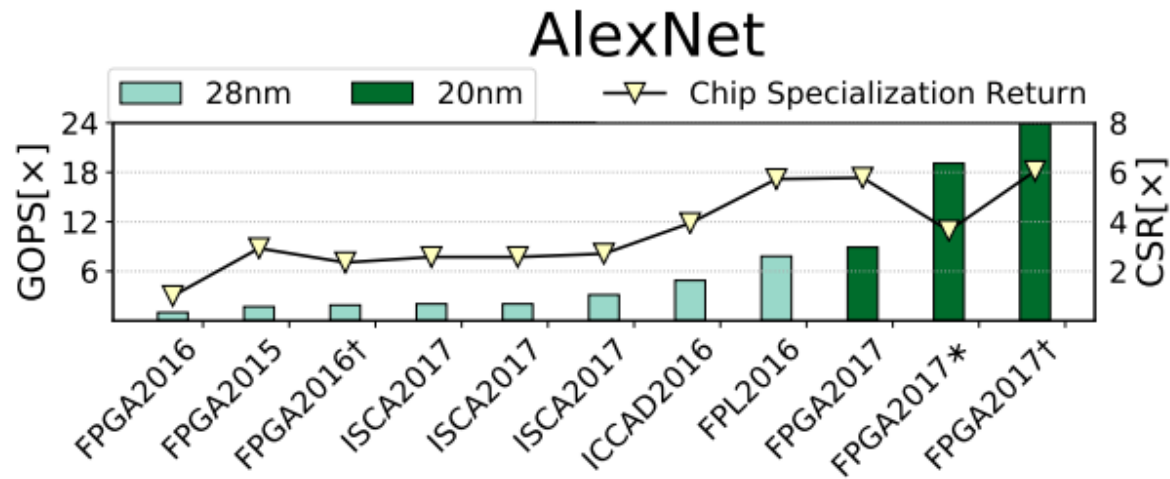 AlexNet
28nm 20nm Chip Specialization Return
GOPS[×]
24
18
12
6
8
6
4
2
CSR[×]
FPGA2016
FPGA2015
FPGA2016†
ISCA2017
ISCA2017
ISCA2017
ICCAD2016
FPL2016
FPGA2017
FPGA2017*
FPGA2017†